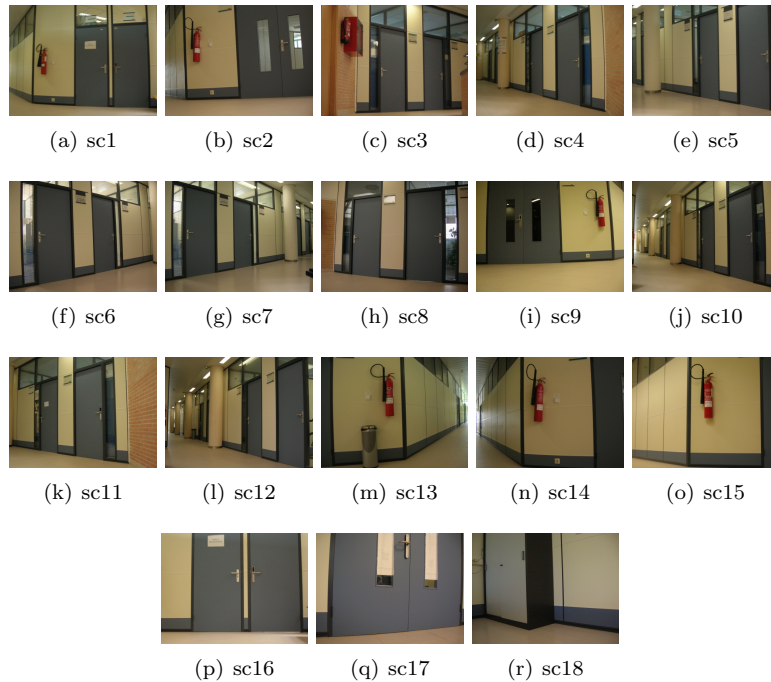 (a) sc1 (b) sc2 (c) sc3 (d) sc4 (e) sc5
(f) sc6 (g) sc7 (h) sc8 (i) sc9 (j) sc10
(k) sc11 (l) sc12 (m) sc13 (n) sc14 (o) sc15
(p) sc16 (q) sc17 (r) sc18